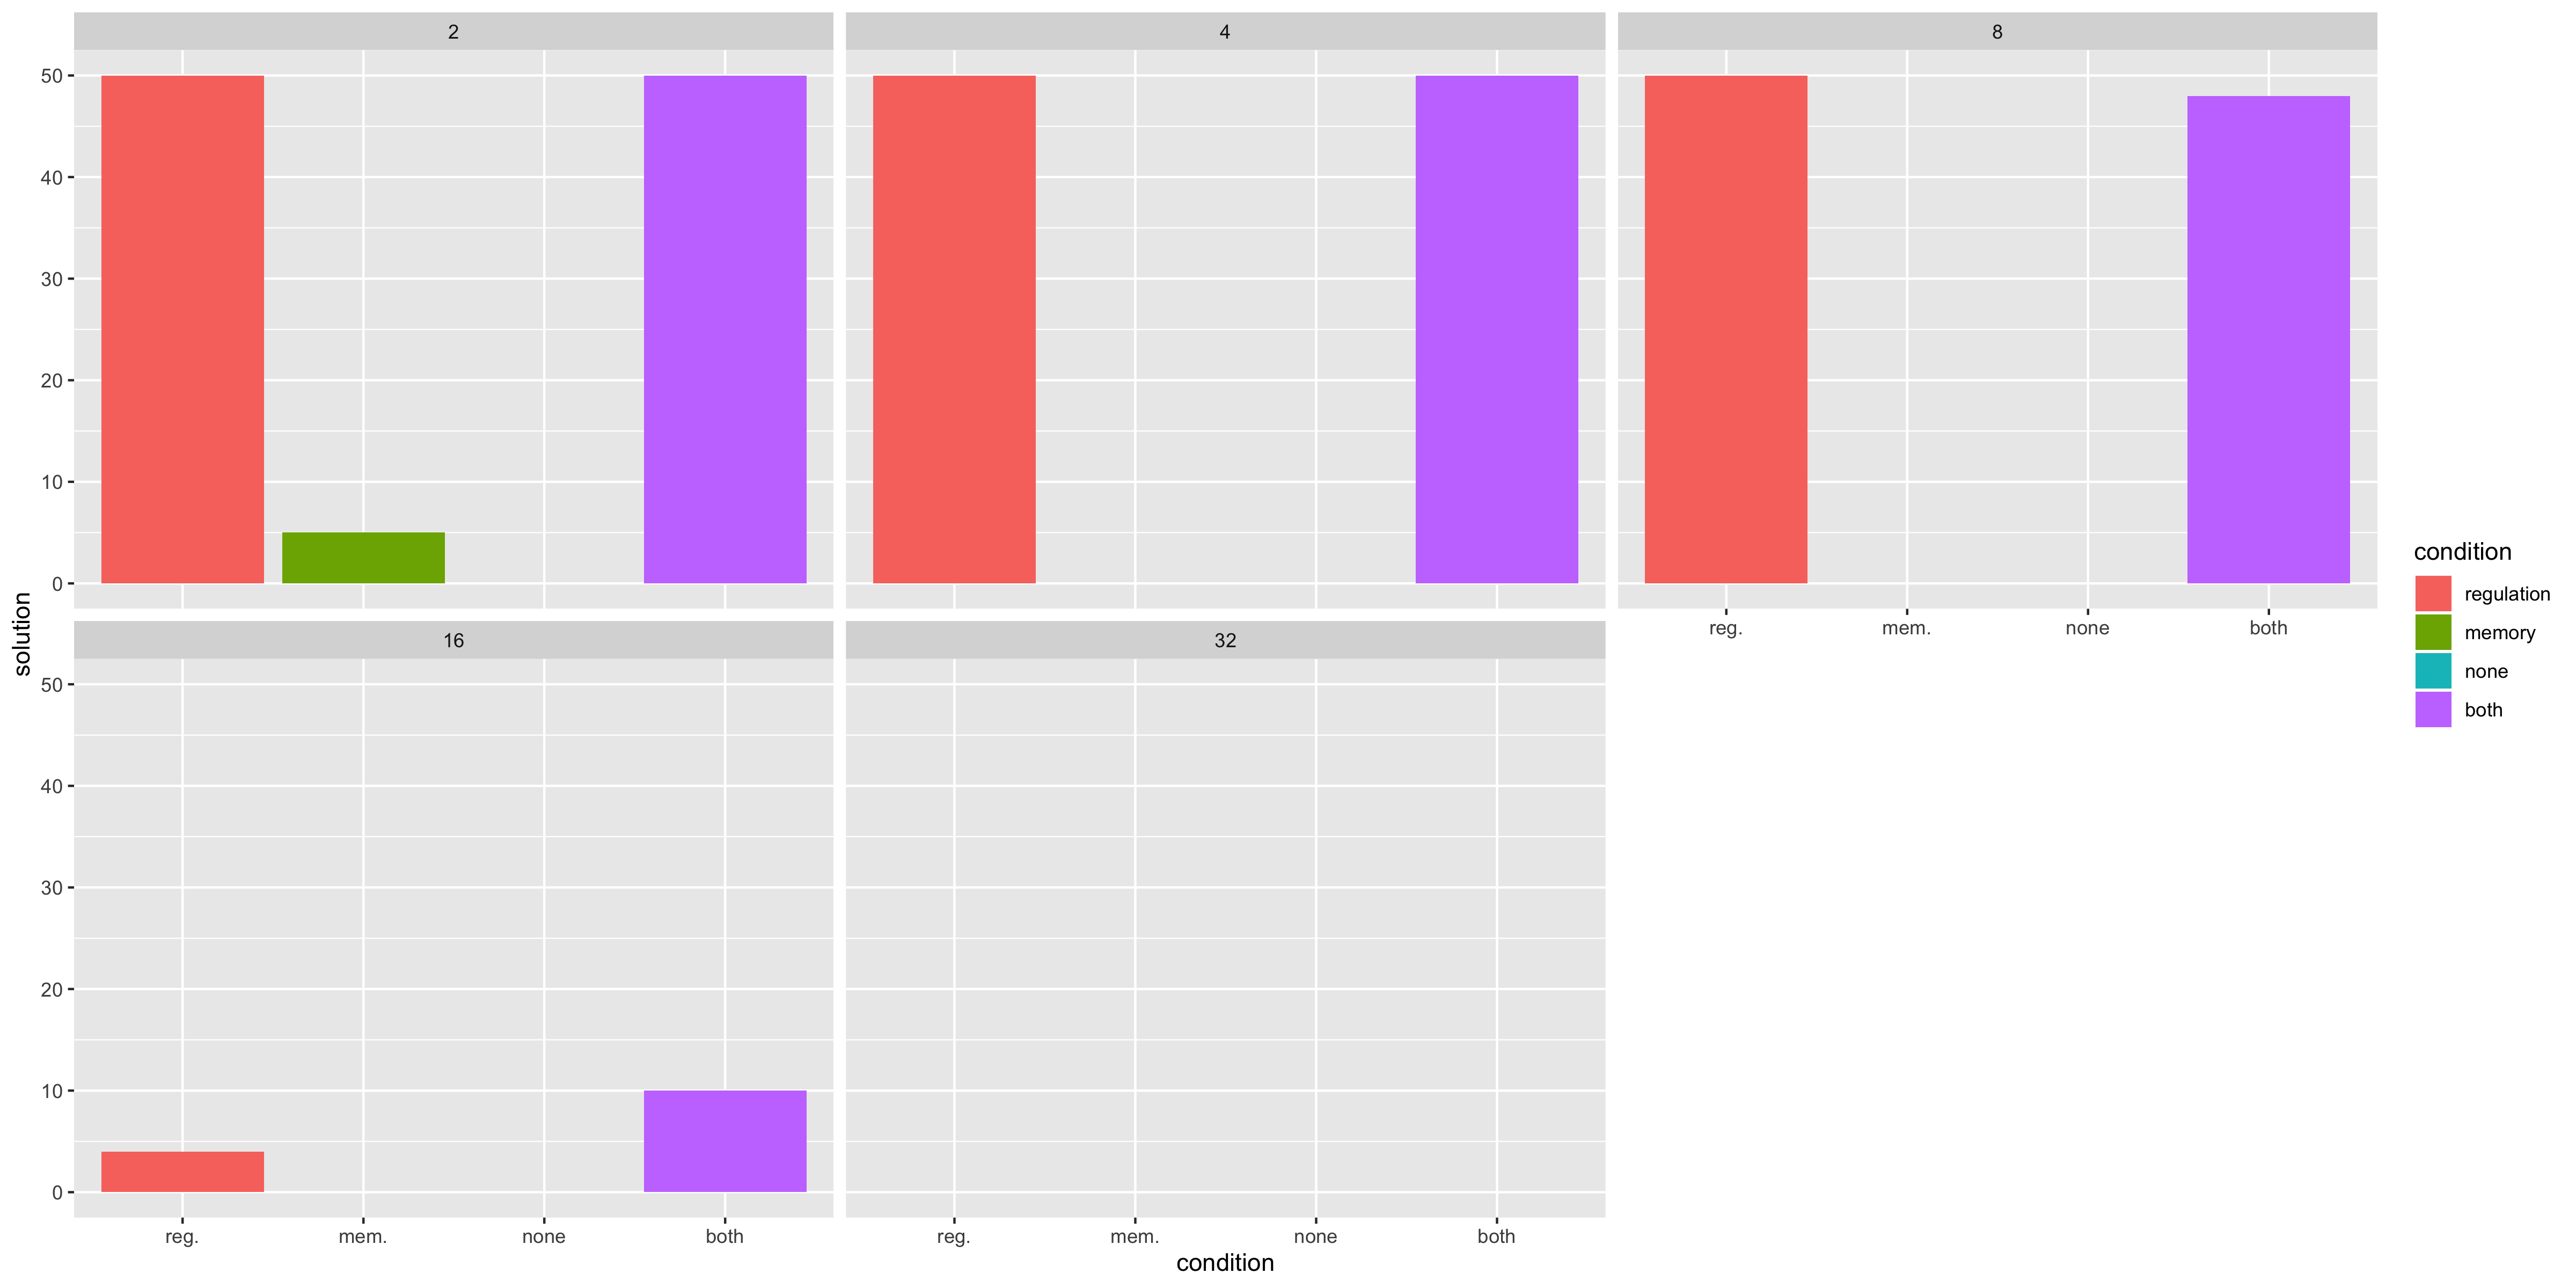 2
4
8
50
40
30
20
10
0
reg. mem. none both
16
32
50
40
30
20
10
0
reg. mem. none both
reg. mem. none both
solution
condition
condition
regulation
memory
none
both